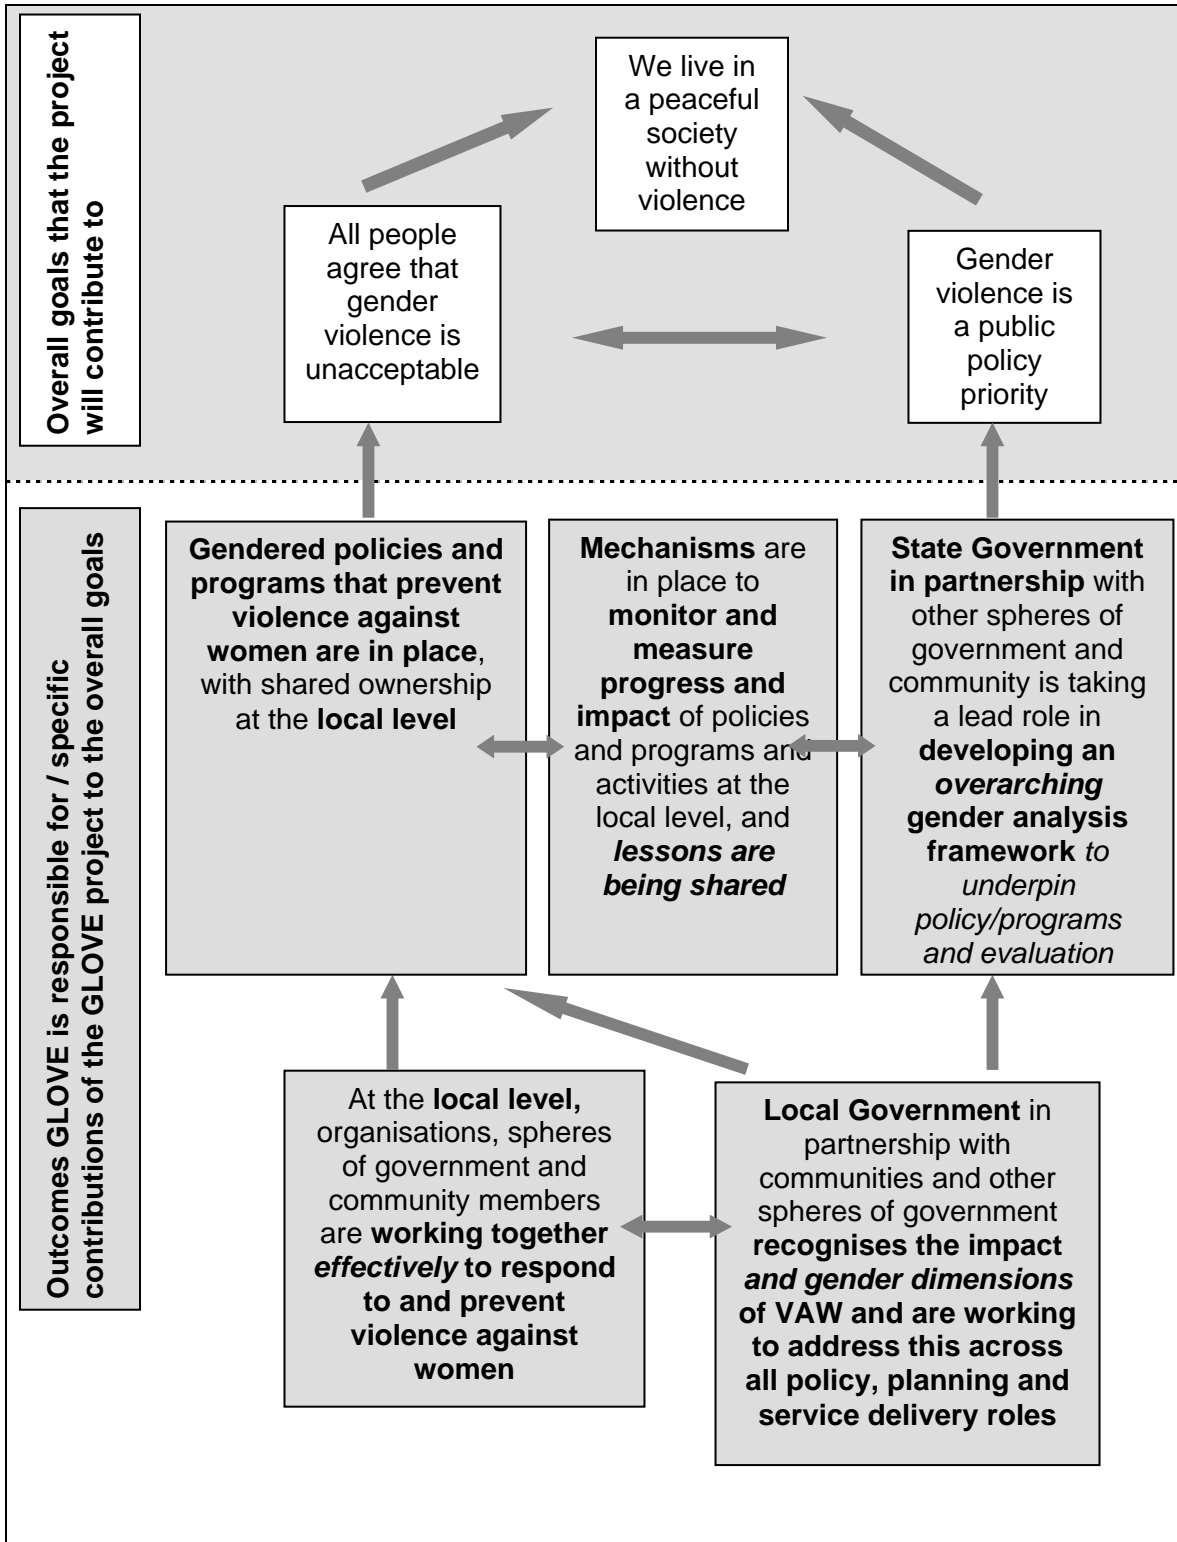 Overall goals that the project
will contribute to
We live in
a peaceful
society
without
violence
All people
agree that
gender
violence is
unacceptable
Gender
violence is
a public
policy
priority
Outcomes GLOVE is responsible for / specific
contributions of the GLOVE project to the overall goals
Gendered policies and
programs that prevent
violence against
women are in place,
with shared ownership
at the local level
Mechanisms are
in place to
monitor and
measure
progress and
impact of policies
and programs and
activities at the
local level, and
lessons are
being shared
State Government
in partnership with
other spheres of
government and
community is taking
a lead role in
developing an
overarching
gender analysis
framework to
underpin
policy/programs
and evaluation
At the local level,
organisations, spheres
of government and
community members
are working together
effectively to respond
to and prevent
violence against
women
Local Government in
partnership with
communities and other
spheres of government
recognises the impact
and gender dimensions
of VAW and are working
to address this across
all policy, planning and
service delivery roles